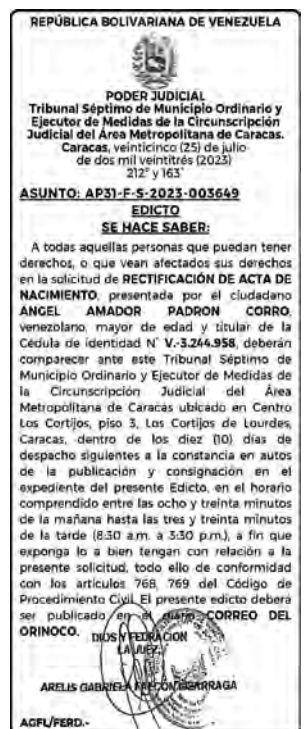 REPÚBLICA BOLIVARIANA DE VENEZUELA
PODER JUDICIAL
Tribunal Séptimo de Municipio Ordinario y
Ejecutor de Medidas de la Circunscripción
Judicial del Área Metropolitana de Caracas.
Caracas, veinticinco (25) de julio
de dos mil veintitrés (2023)
212° y 163°
ASUNTO: AP31-F-S-2023-003649
EDICTO
SE HACE SABER:
A todas aquellas personas que puedan tener
derechos, o que vean afectados sus derechos
en la solicitud de RECTIFICACIÓN DE ACTA DE
NACIMIENTO, presentada por el ciudadano
ANGEL AMADOR PADRON CORRO,
venezolano, mayor de edad y titular de la
Cédula de identidad N° V.-3.244.958, deberán
comparecer ante este Tribunal Séptimo de
Municipio Ordinario y Ejecutor de Medidas de
la Circunscripción Judicial del Área
Metropolitana de Caracas ubicado en Centro
Los Cortijos, piso 3, Los Cortijos de Lourdes,
Caracas, dentro de los diez (10) días de
despacho siguientes a la constancia en autos
de la publicación y consignación en el
expediente del presente Edicto, en el horario
comprendido entre las ocho y treinta minutos
de la mañana hasta las tres y treinta minutos
de la tarde (8:30 a.m. a 3:30 p.m.), a fin que
exponga lo a bien tengan con relación a la
presente solicitud, todo ello de conformidad
con los artículos 768, 769 del Código de
Procedimiento Civil. El presente edicto deberá
ser publicado en el diario CORREO DEL
ORINOCO.
DIOS Y FEDRACION
LA JUEZ,
ARELIS GABRIELA FALCON LIZARRAGA
AGFL/FERD.-